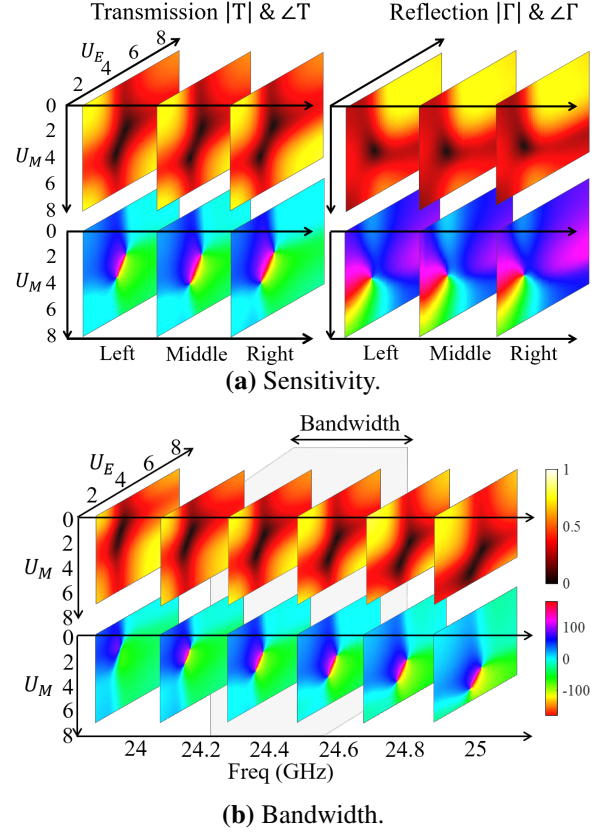 Transmission |T| & ∠T
Reflection |Γ| & ∠Γ
U_E
2 4 6 8
0
2
U_M 4
6
8
0
2
U_M 4
6
8
Left Middle Right
Left Middle Right
(a) Sensitivity.
Bandwidth
U_E
2 4 6 8
0
2
U_M 4
6
8
0
2
U_M 4
6
8
1
0.5
0
100
0
-100
24 24.2 24.4 24.6 24.8 25
Freq (GHz)
(b) Bandwidth.